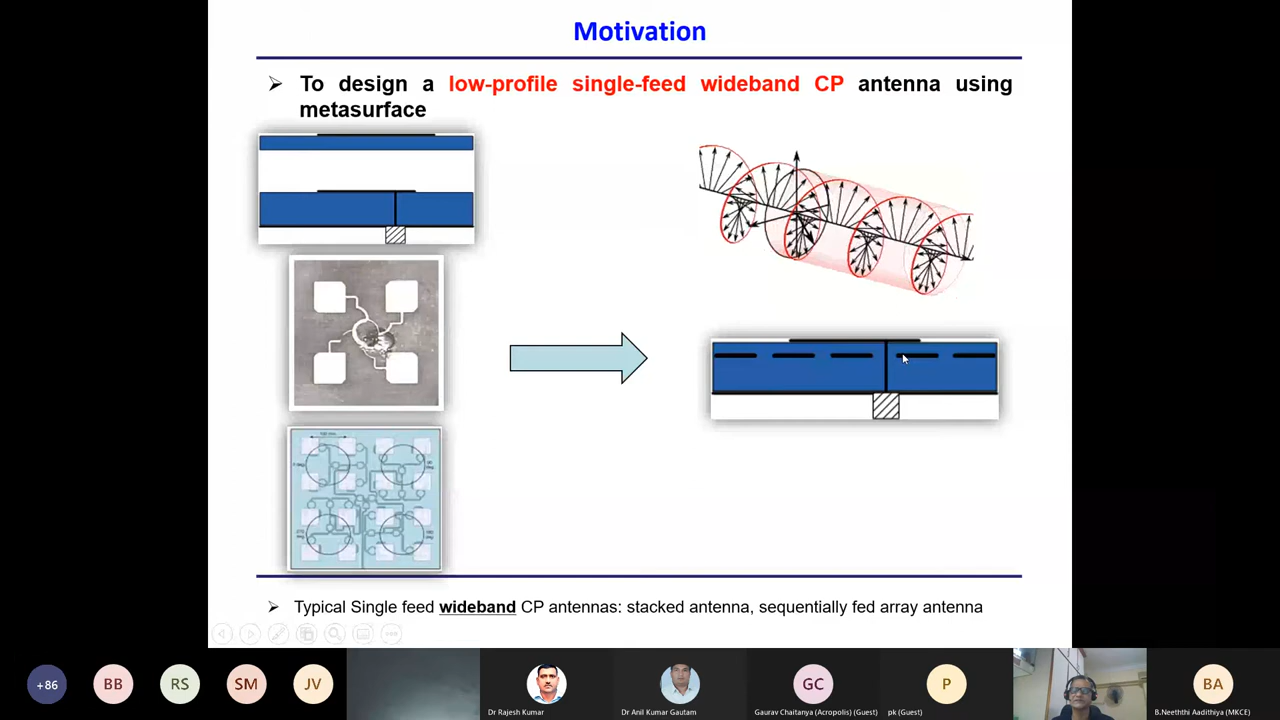 Motivation
➢ To design a low-profile single-feed wideband CP antenna using
metasurface
➢ Typical Single feed wideband CP antennas: stacked antenna, sequentially fed array antenna
+86
BB
RS
SM
JV
GC
P
BA
Dr Rajesh Kumar
Dr Anil Kumar Gautam
Gaurav Chaitanya (Acropolis) (Guest)
pk (Guest)
B.Neeththi Aadithiya (MKCE)